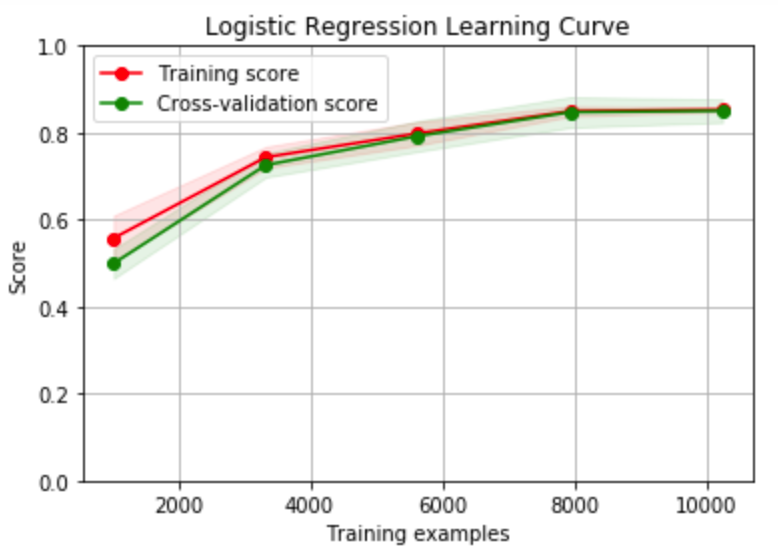 Logistic Regression Learning Curve
Training score
Cross-validation score
Score
1.0
0.8
0.6
0.4
0.2
0.0
2000 4000 6000 8000 10000
Training examples